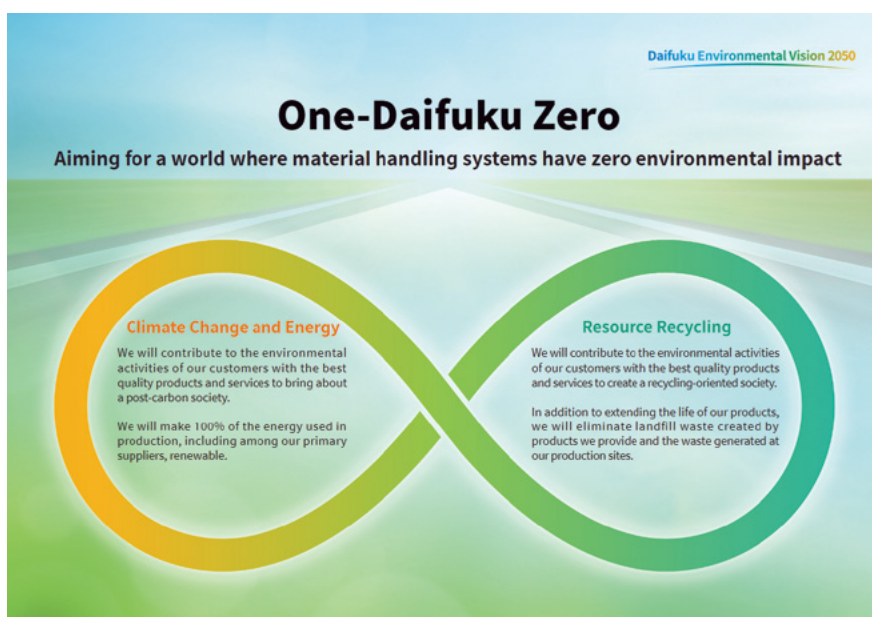 Daifuku Environmental Vision 2050
One-Daifuku Zero
Aiming for a world where material handling systems have zero environmental impact
Climate Change and Energy
We will contribute to the environmental
activities of our customers with the best
quality products and services to bring about
a post-carbon society.
We will make 100% of the energy used in
production, including among our primary
suppliers, renewable.
Resource Recycling
We will contribute to the environmental activities
of our customers with the best quality products
and services to create a recycling-oriented society.
In addition to extending the life of our products,
we will eliminate landfill waste created by
products we provide and the waste generated at
our production sites.